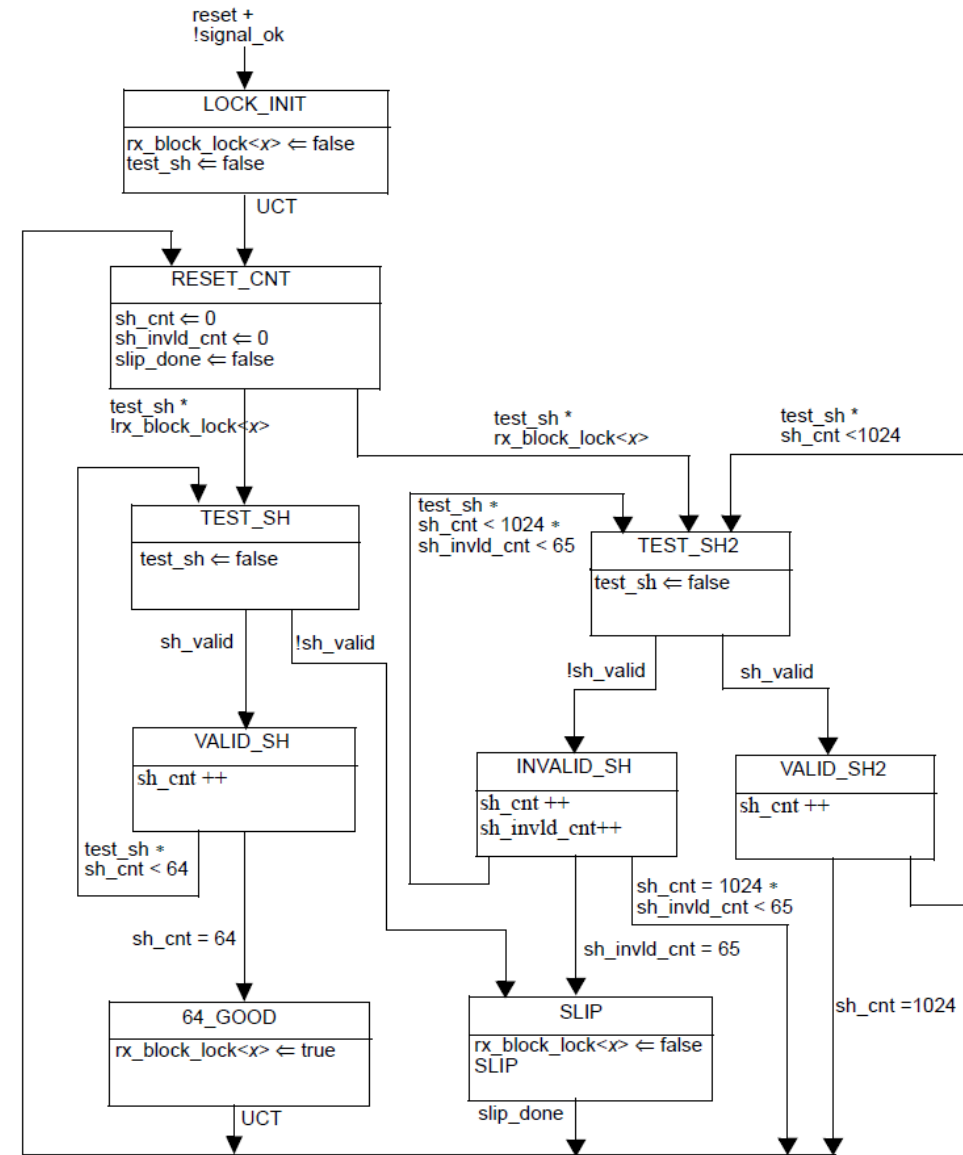 reset +
!signal_ok
LOCK_INIT
rx_block_lock<x> ⇐ false
test_sh ⇐ false
UCT
RESET_CNT
sh_cnt ⇐ 0
sh_invld_cnt ⇐ 0
slip_done ⇐ false
test_sh *
!rx_block_lock<x>
test_sh *
rx_block_lock<x>
test_sh *
sh_cnt <1024
TEST_SH
test_sh ⇐ false
test_sh *
sh_cnt < 1024 *
sh_invld_cnt < 65
TEST_SH2
test_sh ⇐ false
sh_valid
!sh_valid
!sh_valid
sh_valid
VALID_SH
sh_cnt ++
INVALID_SH
sh_cnt ++
sh_invld_cnt++
VALID_SH2
sh_cnt ++
test_sh *
sh_cnt < 64
sh_cnt = 1024 *
sh_invld_cnt < 65
sh_cnt = 64
sh_invld_cnt = 65
sh_cnt =1024
64_GOOD
rx_block_lock<x> ⇐ true
SLIP
rx_block_lock<x> ⇐ false
SLIP
UCT
slip_done